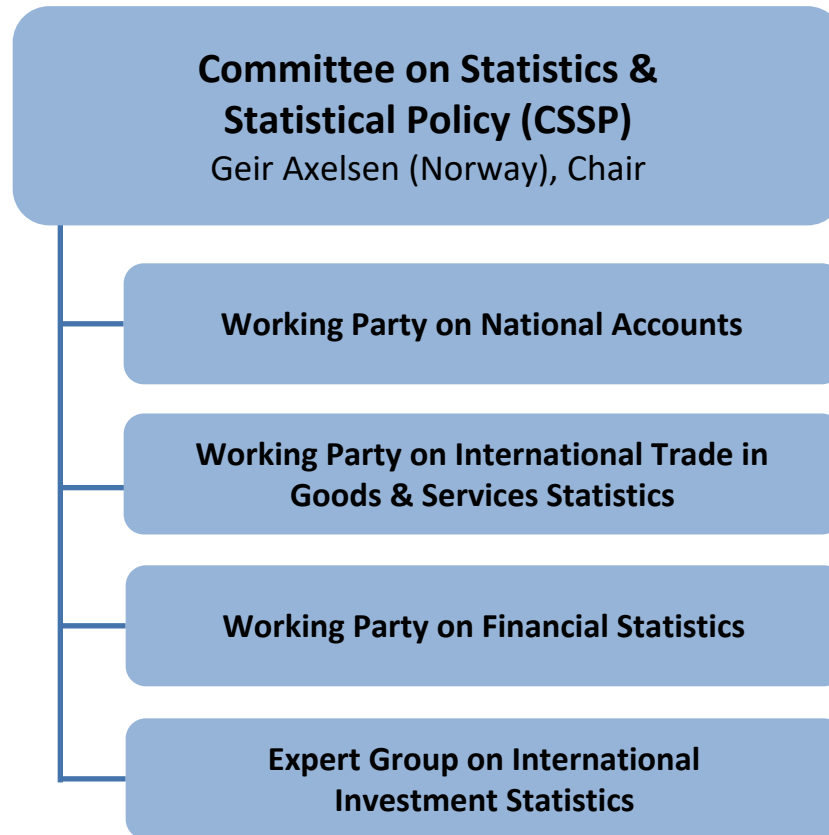 Committee on Statistics &
Statistical Policy (CSSP)
Geir Axelsen (Norway), Chair
Working Party on National Accounts
Working Party on International Trade in
Goods & Services Statistics
Working Party on Financial Statistics
Expert Group on International
Investment Statistics